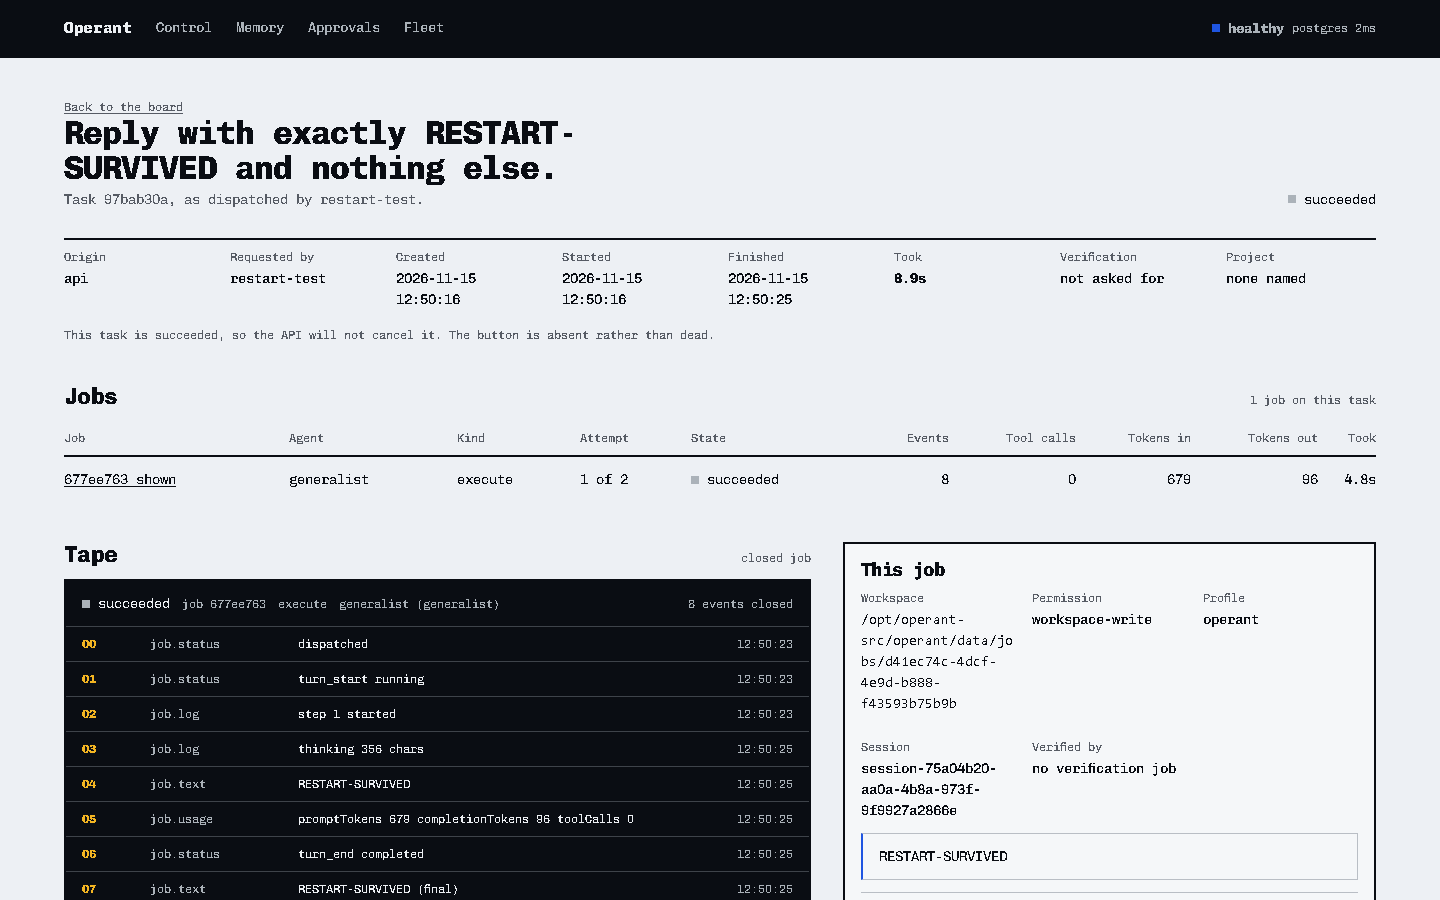 Operant Control Memory Approvals Fleet healthy postgres 2ms
Back to the board
Reply with exactly RESTART-
SURVIVED and nothing else.
Task 97bab30a, as dispatched by restart-test. succeeded
Origin Requested by Created Started Finished Took Verification Project
api restart-test 2026-11-15 2026-11-15 2026-11-15 8.9s not asked for none named
12:50:16 12:50:16 12:50:25
This task is succeeded, so the API will not cancel it. The button is absent rather than dead.
Jobs 1 job on this task
Job Agent Kind Attempt State Events Tool calls Tokens in Tokens out Took
677ee763 shown generalist execute 1 of 2 succeeded 8 0 679 96 4.8s
Tape closed job
succeeded job 677ee763 execute generalist (generalist) 8 events closed
00 job.status dispatched 12:50:23
01 job.status turn_start running 12:50:23
02 job.log step 1 started 12:50:23
03 job.log thinking 356 chars 12:50:25
04 job.text RESTART-SURVIVED 12:50:25
05 job.usage promptTokens 679 completionTokens 96 toolCalls 0 12:50:25
06 job.status turn_end completed 12:50:25
07 job.text RESTART-SURVIVED (final) 12:50:25
This job
Workspace Permission Profile
/opt/operant- workspace-write operant
src/operant/data/jo
bs/d41ec74c-4dcf-
4e9d-b888-
f43593b75b9b
Session Verified by
session-75a04b20- no verification job
aa0a-4b8a-973f-
9f9927a2866e
RESTART-SURVIVED